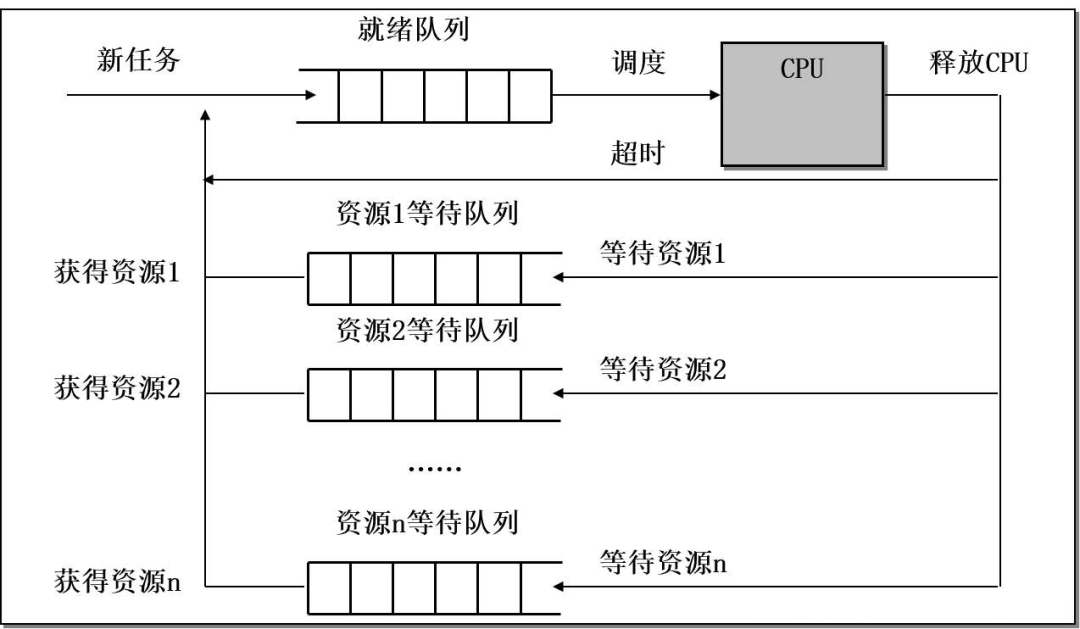 就绪队列
新任务
调度
CPU
释放CPU
超时
资源1等待队列
等待资源1
获得资源1
资源2等待队列
等待资源2
获得资源2
……
资源n等待队列
等待资源n
获得资源n